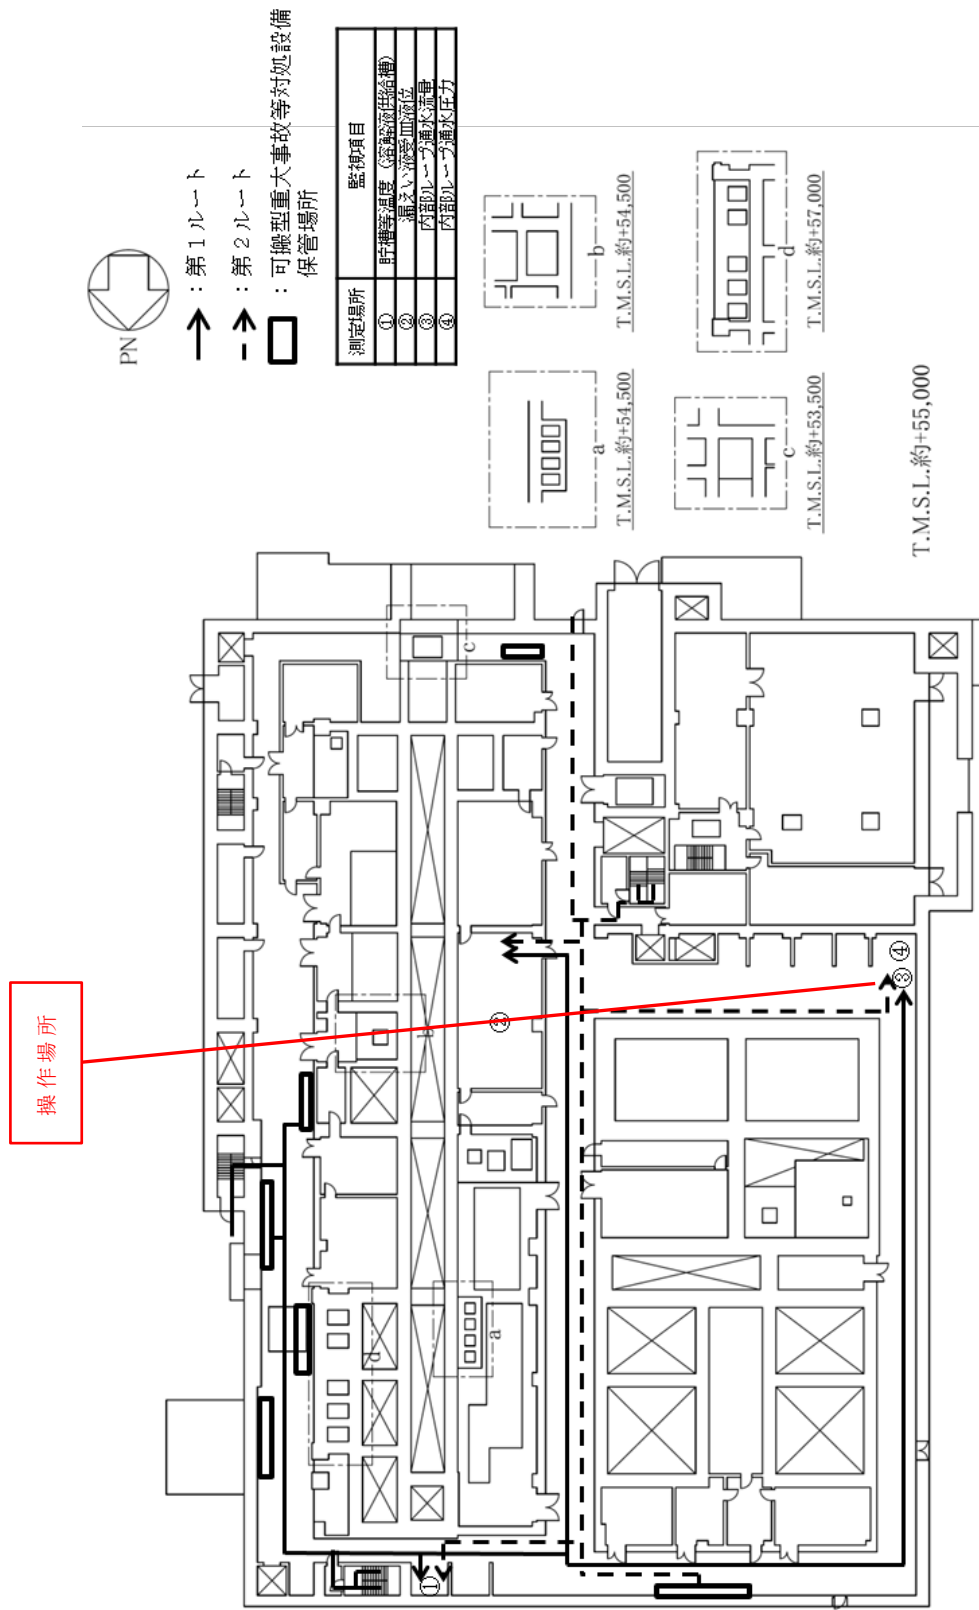 PN
：第１ルート
：第２ルート
：可搬型重大事故等対処設備
保管場所
測定場所 監視項目
① 貯槽等温度（溶解液供給槽）
② 漏えい液受皿液位
③ 内部ループ通水流量
④ 内部ループ通水圧力
a
T.M.S.L.約+54,500
b
T.M.S.L.約+54,500
c
T.M.S.L.約+53,500
d
T.M.S.L.約+57,000
T.M.S.L.約+55,000
操作場所
c
②
④
③
d
a
①